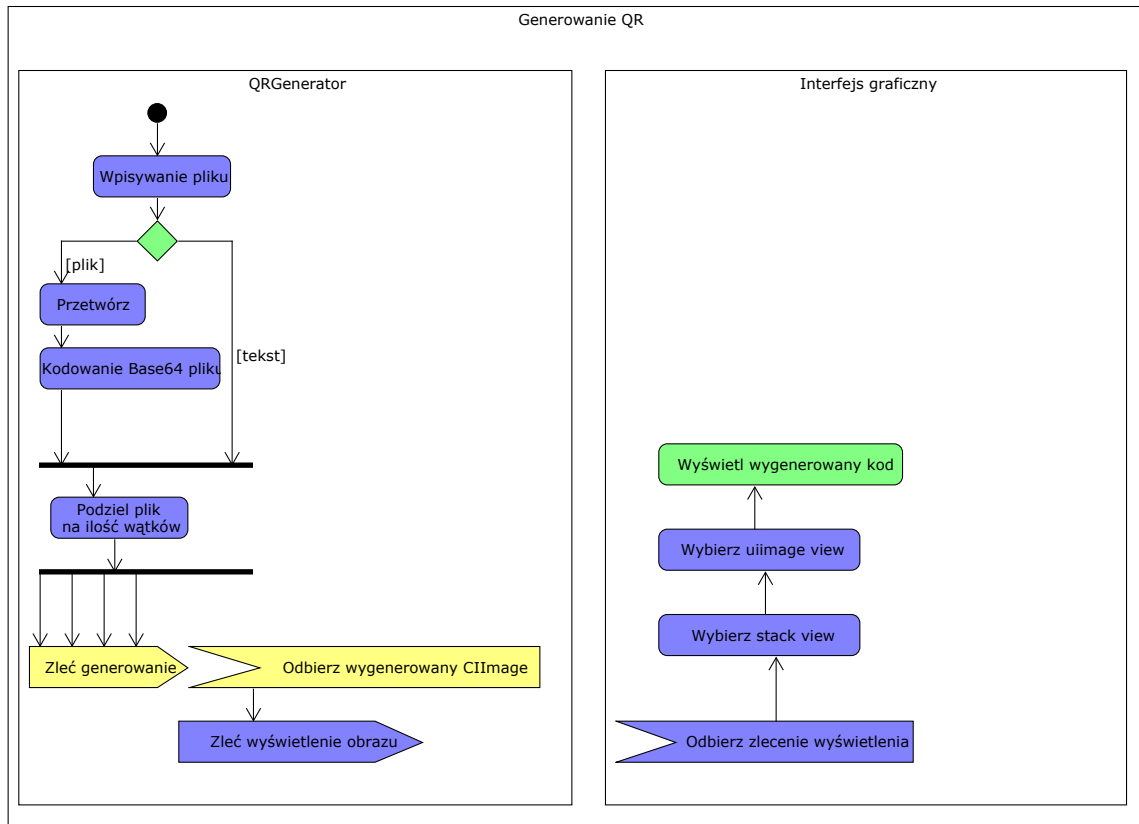 Generowanie QR
QRGenerator
Wpisywanie pliku
[plik]
Przetwórz
[tekst]
Kodowanie Base64 pliku
Podziel plik
na ilość wątków
Zleć generowanie
Odbierz wygenerowany CIImage
Zleć wyświetlenie obrazu
Interfejs graficzny
Wyświetl wygenerowany kod
Wybierz uiimage view
Wybierz stack view
Odbierz zlecenie wyświetlenia